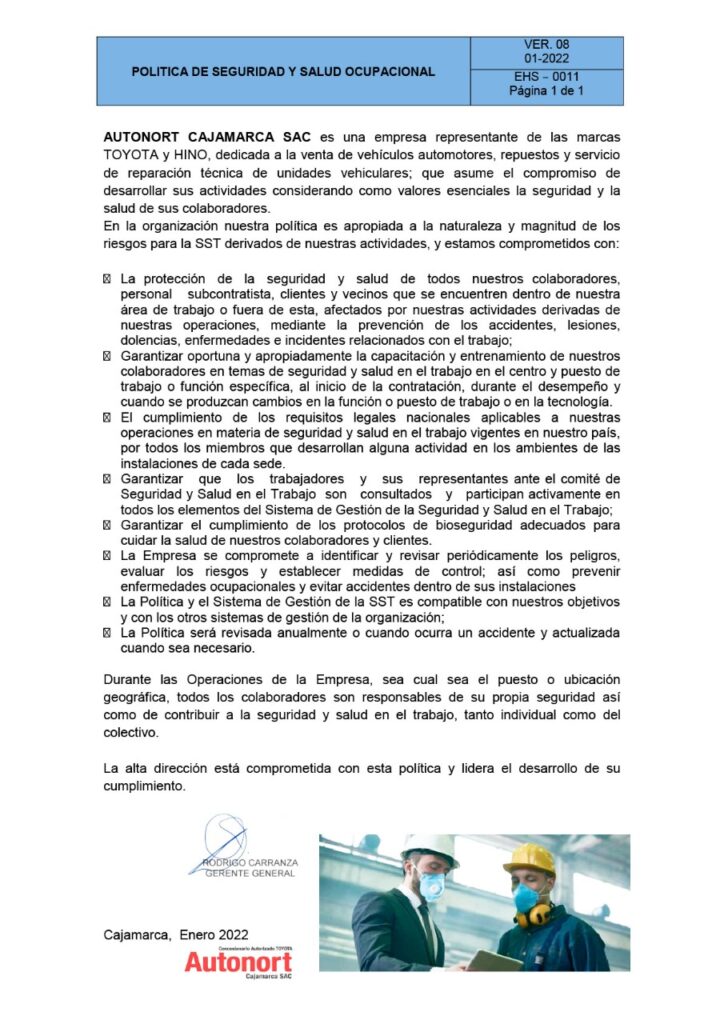 POLITICA DE SEGURIDAD Y SALUD OCUPACIONAL
VER. 08
01-2022
EHS – 0011
Página 1 de 1
AUTONORT CAJAMARCA SAC es una empresa representante de las marcas
TOYOTA y HINO, dedicada a la venta de vehículos automotores, repuestos y servicio
de reparación técnica de unidades vehiculares; que asume el compromiso de
desarrollar sus actividades considerando como valores esenciales la seguridad y la
salud de sus colaboradores.
En la organización nuestra política es apropiada a la naturaleza y magnitud de los
riesgos para la SST derivados de nuestras actividades, y estamos comprometidos con:
La protección de la seguridad y salud de todos nuestros colaboradores,
personal subcontratista, clientes y vecinos que se encuentren dentro de nuestra
área de trabajo o fuera de esta, afectados por nuestras actividades derivadas de
nuestras operaciones, mediante la prevención de los accidentes, lesiones,
dolencias, enfermedades e incidentes relacionados con el trabajo;
Garantizar oportuna y apropiadamente la capacitación y entrenamiento de nuestros
colaboradores en temas de seguridad y salud en el trabajo en el centro y puesto de
trabajo o función específica, al inicio de la contratación, durante el desempeño y
cuando se produzcan cambios en la función o puesto de trabajo o en la tecnología.
El cumplimiento de los requisitos legales nacionales aplicables a nuestras
operaciones en materia de seguridad y salud en el trabajo vigentes en nuestro país,
por todos los miembros que desarrollan alguna actividad en los ambientes de las
instalaciones de cada sede.
Garantizar que los trabajadores y sus representantes ante el comité de
Seguridad y Salud en el Trabajo son consultados y participan activamente en
todos los elementos del Sistema de Gestión de la Seguridad y Salud en el Trabajo;
Garantizar el cumplimiento de los protocolos de bioseguridad adecuados para
cuidar la salud de nuestros colaboradores y clientes.
La Empresa se compromete a identificar y revisar periódicamente los peligros,
evaluar los riesgos y establecer medidas de control; así como prevenir
enfermedades ocupacionales y evitar accidentes dentro de sus instalaciones
La Política y el Sistema de Gestión de la SST es compatible con nuestros objetivos
y con los otros sistemas de gestión de la organización;
La Política será revisada anualmente o cuando ocurra un accidente y actualizada
cuando sea necesario.
Durante las Operaciones de la Empresa, sea cual sea el puesto o ubicación
geográfica, todos los colaboradores son responsables de su propia seguridad así
como de contribuir a la seguridad y salud en el trabajo, tanto individual como del
colectivo.
La alta dirección está comprometida con esta política y lidera el desarrollo de su
cumplimiento.
RODRIGO CARRANZA
GERENTE GENERAL
Cajamarca, Enero 2022
Concesionario Autorizado TOYOTA
Autonort
Cajamarca SAC